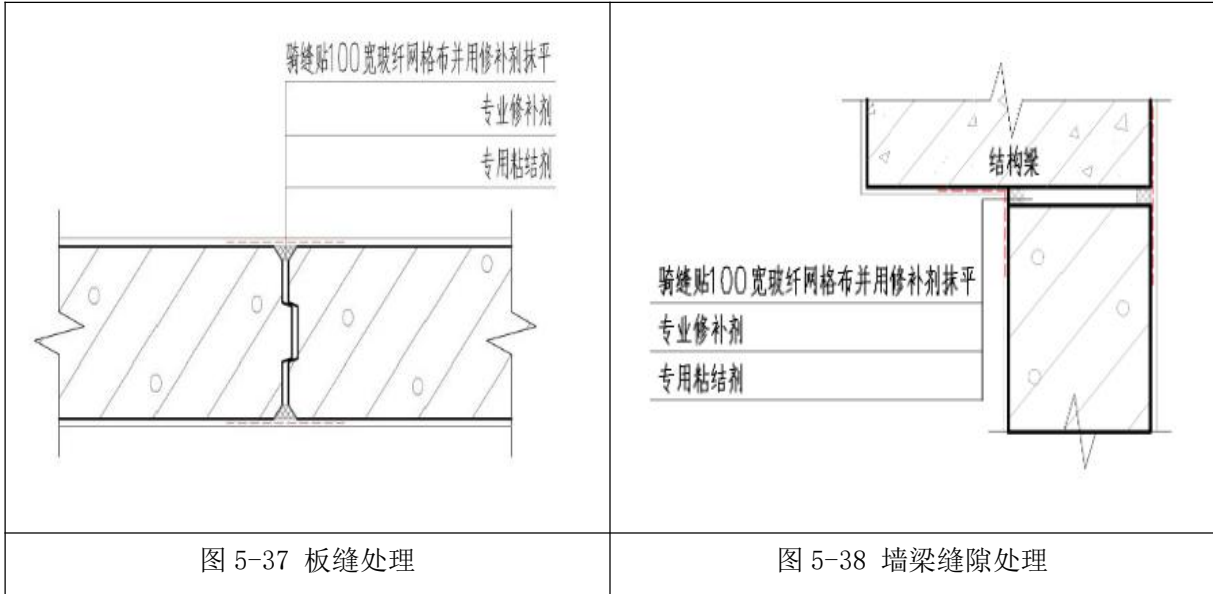 骑缝贴100宽玻纤网格布并用修补剂抹平
专业修补剂
专用粘结剂
结构梁
骑缝贴100宽玻纤网格布并用修补剂抹平
专业修补剂
专用粘结剂
图 5-37 板缝处理
图 5-38 墙梁缝隙处理